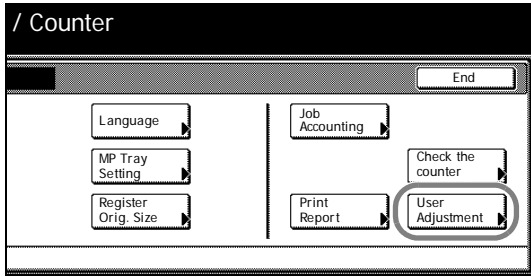 / Counter
End
Language
MP Tray
Setting
Register
Orig. Size
Job
Accounting
Check the
counter
Print
Report
User
Adjustment